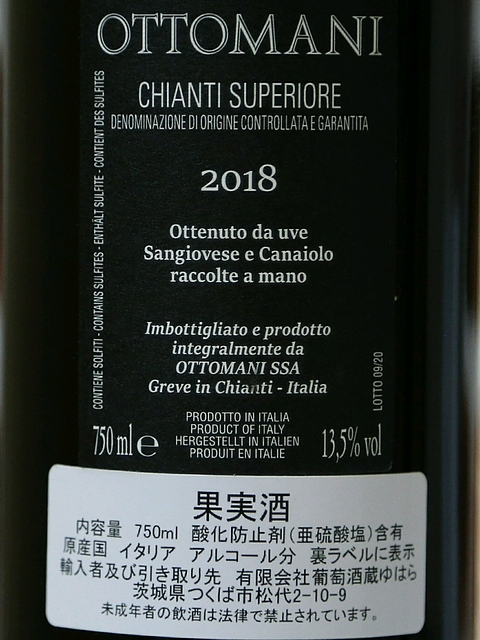 OTTOMANI
CHIANTI SUPERIORE
DENOMINAZIONE DI ORIGINE CONTROLLATA E GARANTITA
2018
Ottenuto da uve
Sangiovese e Canaiolo
raccolte a mano
Imbottigliato e prodotto
integralmente da
OTTOMANI SSA
Greve in Chianti - Italia
CONTIENE SOLFITI - CONTAINS SULFITES - ENTHÄLT SULFITE - CONTIENT DES SULFITES
LOTTO 09/20
750 ml e
PRODOTTO IN ITALIA
PRODUCT OF ITALY
HERGESTELLT IN ITALIEN
PRODUIT EN ITALIE
13,5% vol
果実酒
内容量 750ml 酸化防止剤(亜硫酸塩)含有
原産国 イタリア アルコール分 裏ラベルに表示
輸入者及び引き取り先 有限会社葡萄酒蔵ゆはら
茨城県つくば市松代2-10-9
未成年者の飲酒は法律で禁止されています。